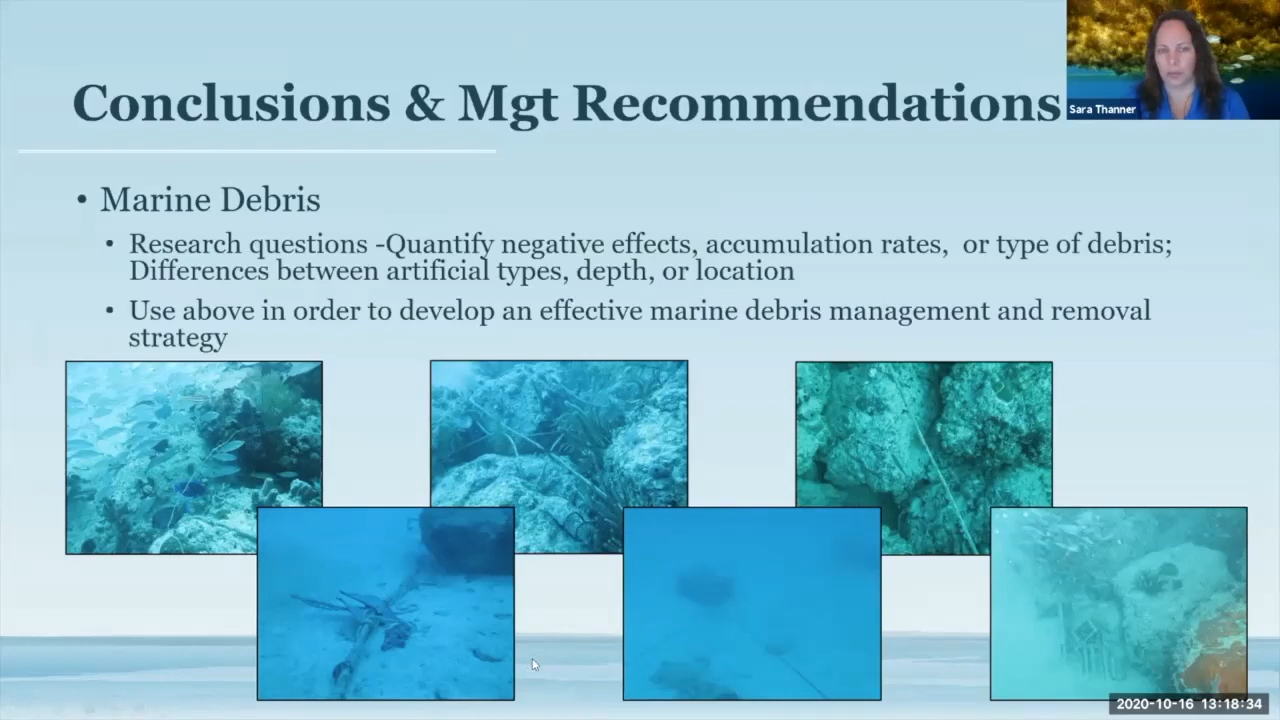 Conclusions & Mgt Recommendations
Sara Thanner
• Marine Debris
• Research questions -Quantify negative effects, accumulation rates,  or type of debris;
Differences between artificial types, depth, or location
• Use above in order to develop an effective marine debris management and removal
strategy
2020-10-16 13:18:34